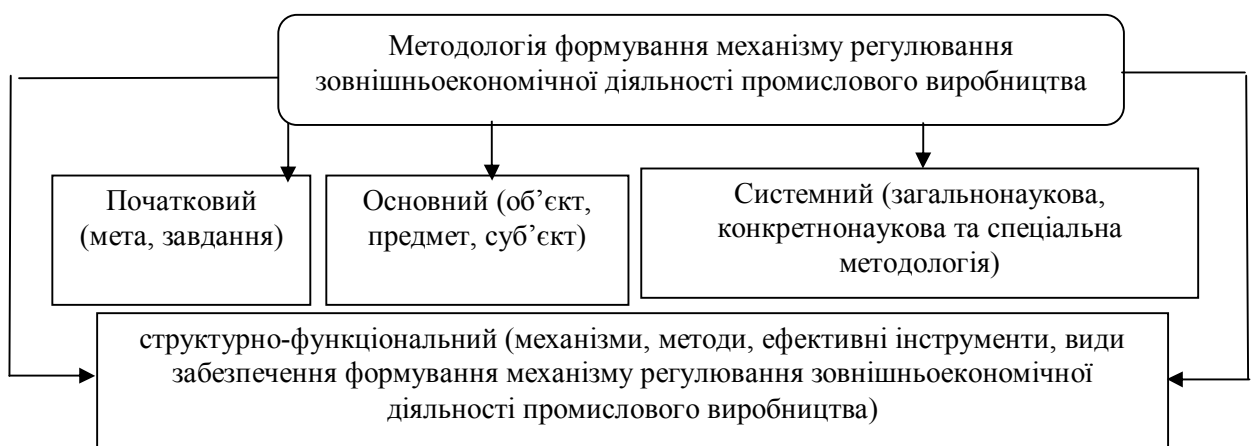 Методологія формування механізму регулювання
зовнішньоекономічної діяльності промислового виробництва
Початковий
(мета, завдання)
Основний (об’єкт,
предмет, суб’єкт)
Системний (загальнонаукова,
конкретнонаукова та спеціальна
методологія)
структурно-функціональний (механізми, методи, ефективні інструменти, види
забезпечення формування механізму регулювання зовнішньоекономічної
діяльності промислового виробництва)